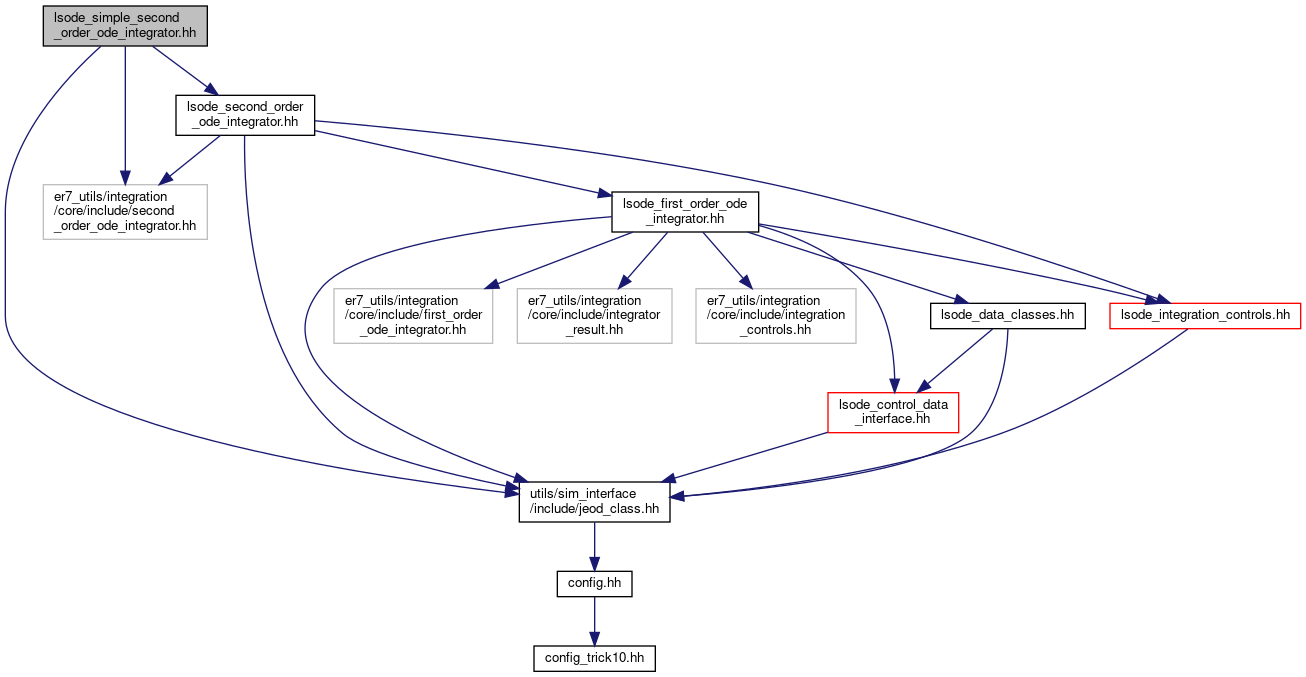 lsode_simple_second
_order_ode_integrator.hh
lsode_second_order
_ode_integrator.hh
er7_utils/integration
/core/include/second
_order_ode_integrator.hh
lsode_first_order_ode
_integrator.hh
er7_utils/integration
/core/include/first_order
_ode_integrator.hh
er7_utils/integration
/core/include/integrator
_result.hh
er7_utils/integration
/core/include/integration
_controls.hh
lsode_data_classes.hh
lsode_integration_controls.hh
lsode_control_data
_interface.hh
utils/sim_interface
/include/jeod_class.hh
config.hh
config_trick10.hh